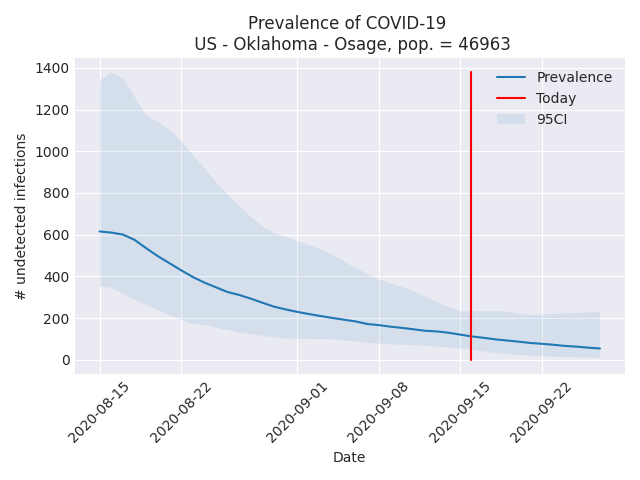 Prevalence of COVID-19
US - Oklahoma - Osage, pop. = 46963
1400
1200
1000
800
600
400
200
0
# undetected infections
Prevalence
Today
95CI
2020-08-15
2020-08-22
2020-09-01
2020-09-08
2020-09-15
2020-09-22
Date